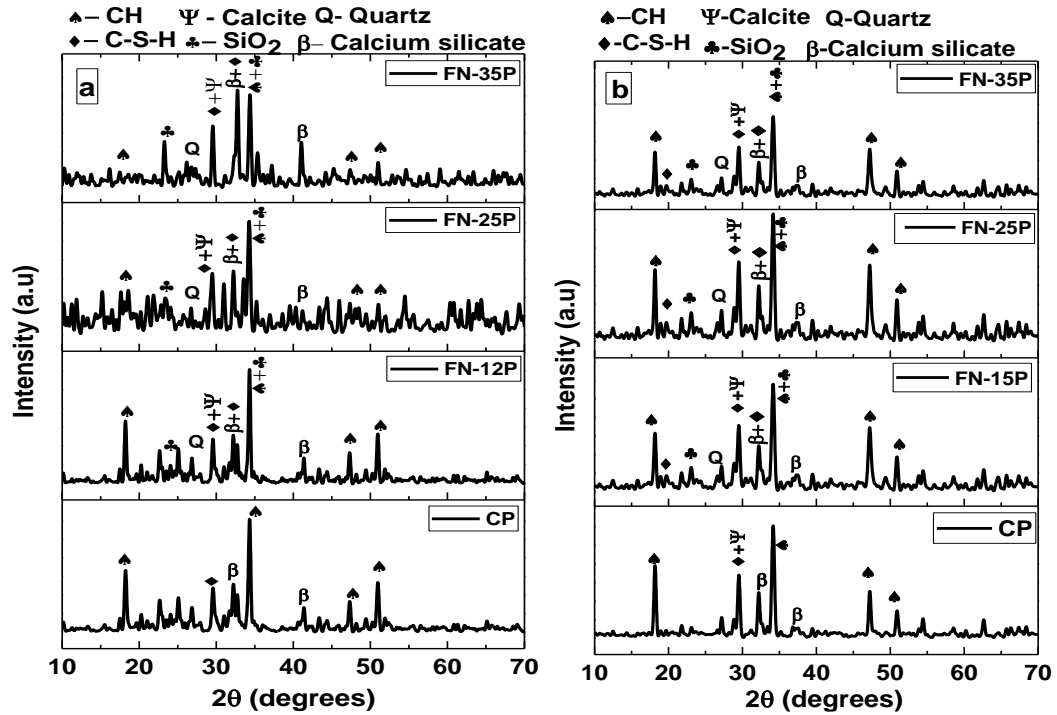 ♠– CH Ψ - Calcite Q- Quartz
♦– C-S-H ♣– SiO2 β– Calcium silicate
a
FN-35P
♠ ♣ Q ♦+Ψ β+♦ ♠+♣ β ♠ ♠
FN-25P
♠ ♣ Q ♦+Ψ β+♦ ♠+♣ β ♠ ♠
FN-12P
♠ ♣ Q ♦+Ψ β+♦ ♠+♣ β ♠ ♠
CP
♠ ♦ β ♠ β ♠ ♠
Intensity (a.u)
10 20 30 40 50 60 70
2θ (degrees)
♠–CH Ψ-Calcite Q-Quartz
♦-C-S-H ♣-SiO2 β-Calcium silicate
b
FN-35P
♠ ♦ ♣ Q ♦+Ψ β+♦ ♠+♣ β ♠ ♠
FN-25P
♠ ♦ ♣ Q ♦+Ψ β+♦ ♠+♣ β ♠ ♠
FN-15P
♠ ♦ ♣ Q ♦+Ψ β+♦ ♠+♣ β ♠ ♠
CP
♠ ♦+Ψ β ♠ β ♠ ♠
Intensity (a.u)
10 20 30 40 50 60 70
2θ (degrees)